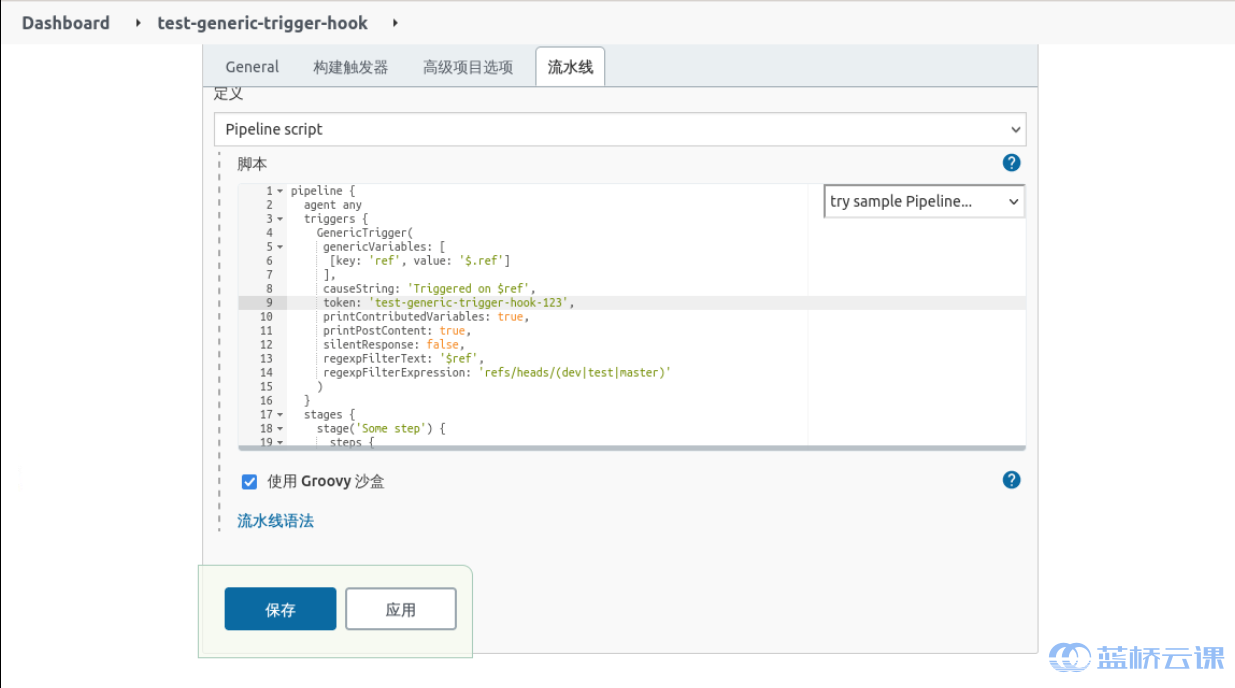 Dashboard ▸ test-generic-trigger-hook ▸
General 构建触发器 高级项目选项 流水线
定义
Pipeline script
脚本
?
try sample Pipeline...
1 pipeline {
2 agent any
3 triggers {
4 GenericTrigger(
5 genericVariables: [
6 [key: 'ref', value: '$.ref']
7 ],
8 causeString: 'Triggered on $ref',
9 token: 'test-generic-trigger-hook-123',
10 printContributedVariables: true,
11 printPostContent: true,
12 silentResponse: false,
13 regexpFilterText: '$ref',
14 regexpFilterExpression: 'refs/heads/(dev|test|master)'
15 )
16 }
17 stages {
18 stage('Some step') {
19 steps {
使用 Groovy 沙盒
?
流水线语法
保存 应用
蓝桥云课